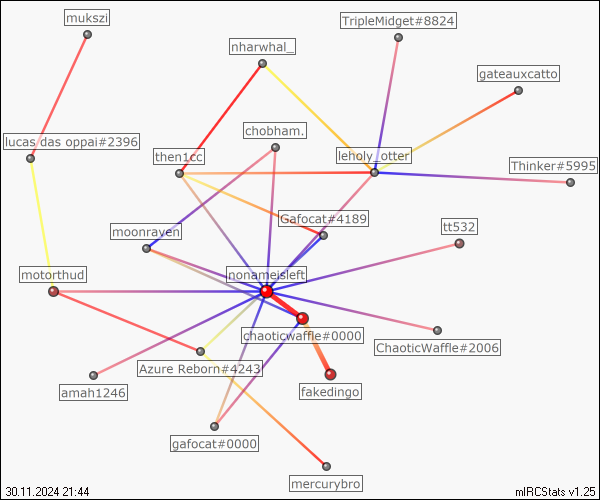 mukszi
TripleMidget#8824
nharwhal_
gateauxcatto
chobham.
lucas das oppai#2396
then1cc
leholy_otter
Thinker#5995
Gafocat#4189
tt532
moonraven
motorthud
nonameisleft
chaoticwaffle#0000
ChaoticWaffle#2006
Azure Reborn#4243
amah1246
fakedingo
gafocat#0000
mercurybro
30.11.2024 21:44
mIRCStats v1.25